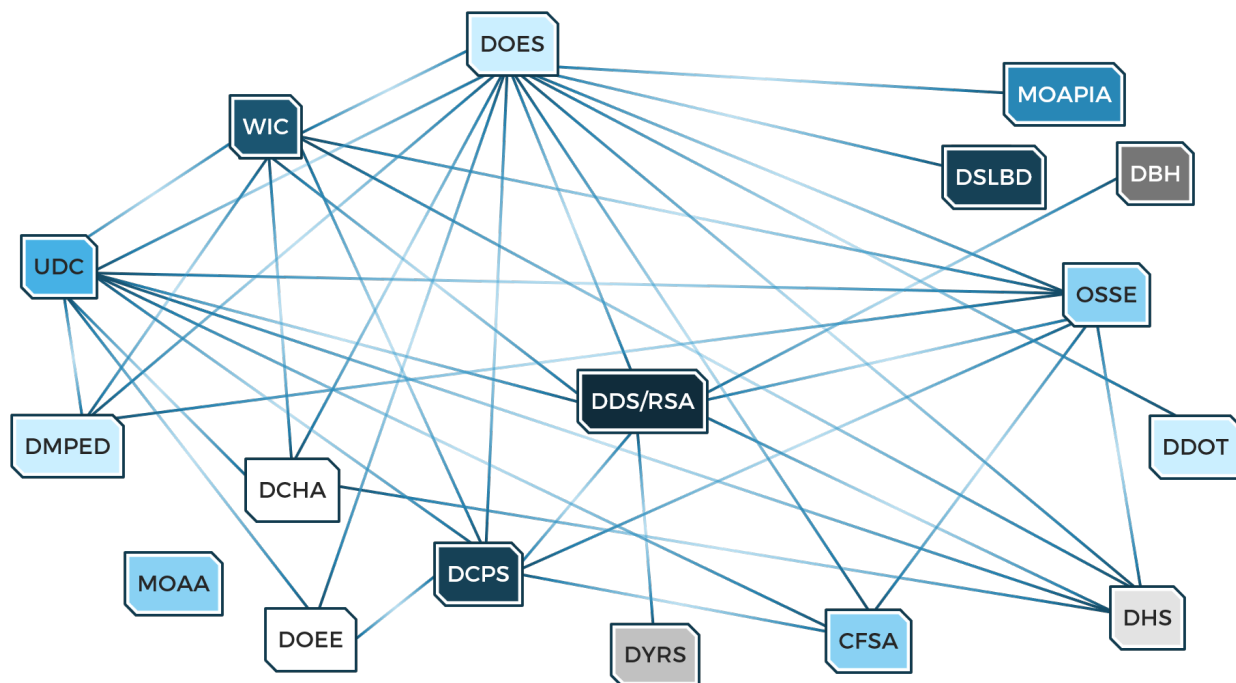 DOES
MOAPIA
WIC
DSLBD
DBH
UDC
OSSE
DDS/RSA
DMPED
DDOT
DCHA
DCPS
MOAA
DHS
DOEE
CFSA
DYRS